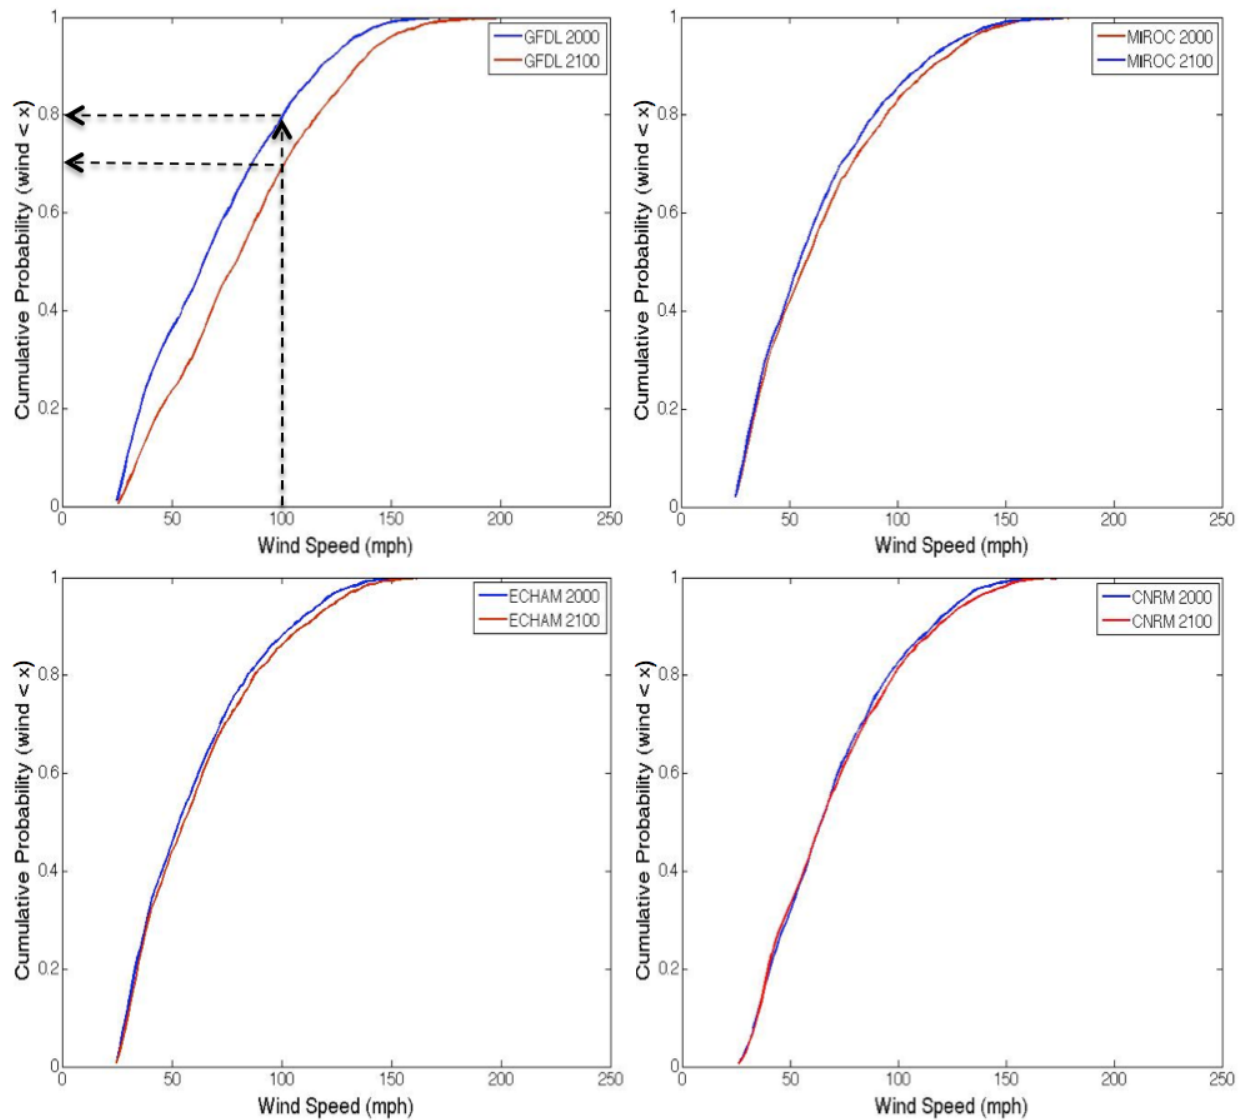 GFDL 2000
GFDL 2100
Cumulative Probability (wind < x)
1
0.8
0.6
0.4
0.2
0
0 50 100 150 200 250
Wind Speed (mph)
MIROC 2000
MIROC 2100
Cumulative Probability (wind < x)
1
0.8
0.6
0.4
0.2
0
0 50 100 150 200 250
Wind Speed (mph)
ECHAM 2000
ECHAM 2100
Cumulative Probability (wind < x)
1
0.8
0.6
0.4
0.2
0
0 50 100 150 200 250
Wind Speed (mph)
CNRM 2000
CNRM 2100
Cumulative Probability (wind < x)
1
0.8
0.6
0.4
0.2
0
0 50 100 150 200 250
Wind Speed (mph)